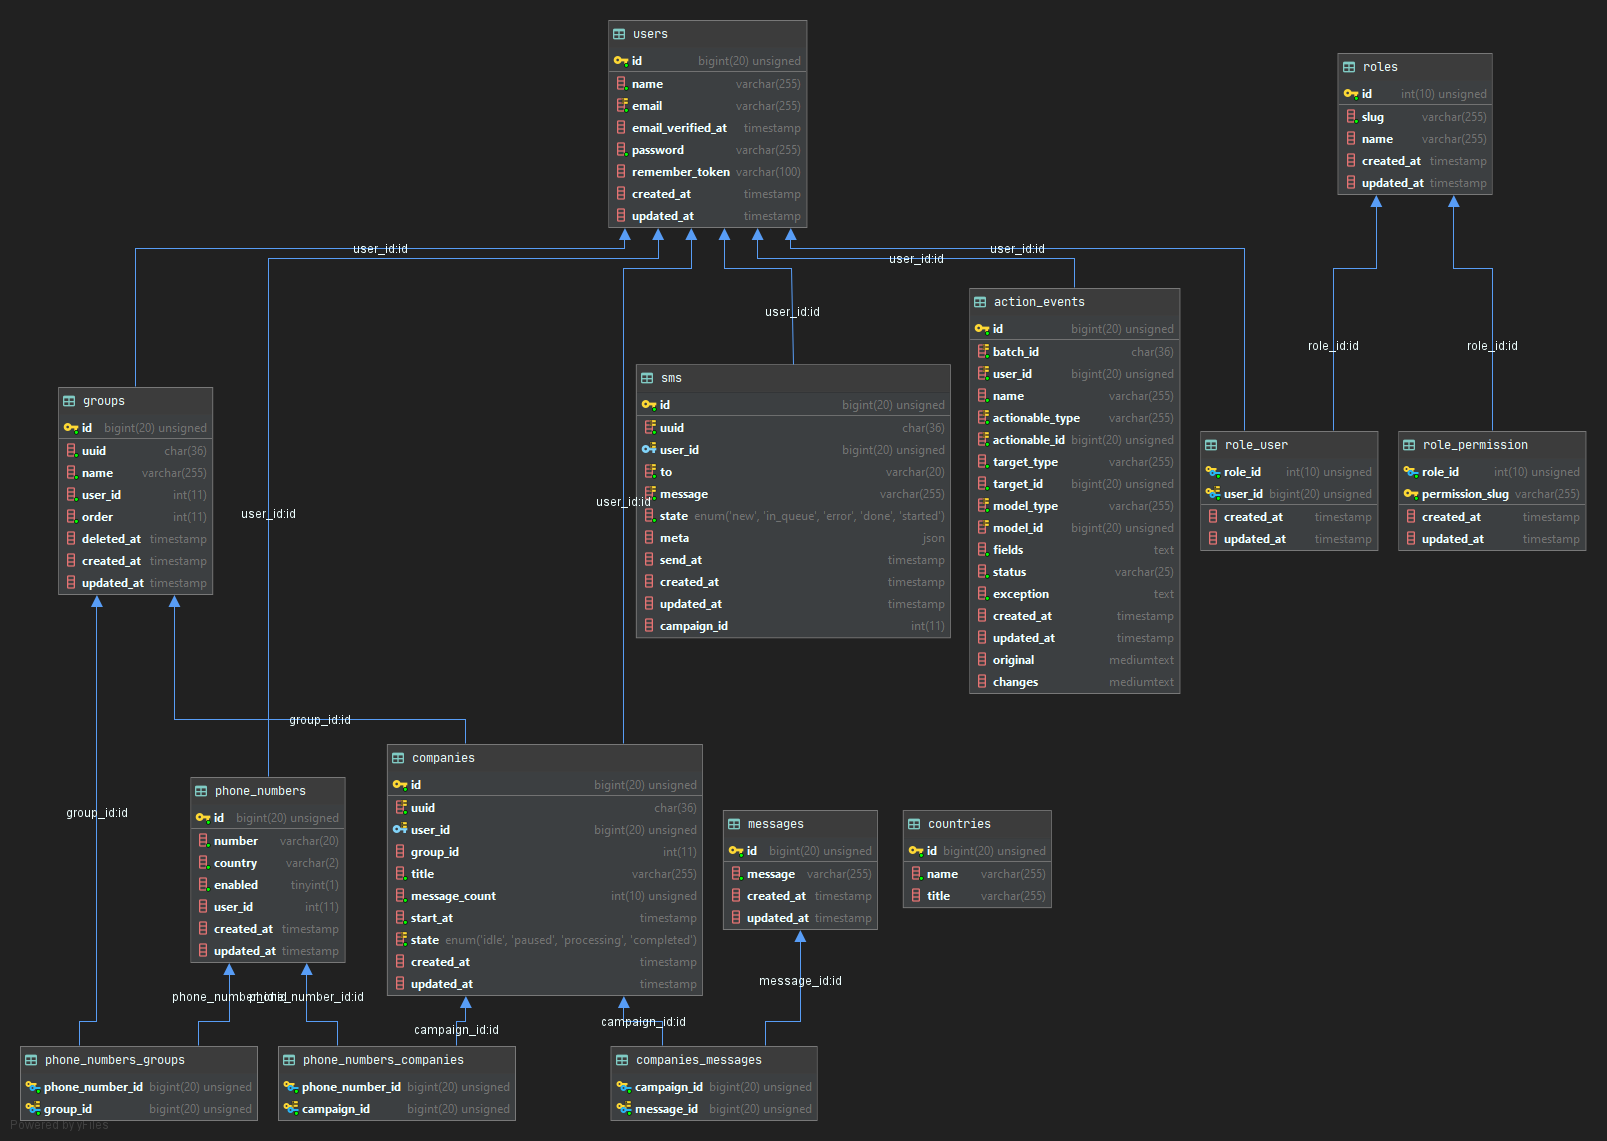 users
id bigint(20) unsigned
name varchar(255)
email varchar(255)
email_verified_at timestamp
password varchar(255)
remember_token varchar(100)
created_at timestamp
updated_at timestamp
roles
id int(10) unsigned
slug varchar(255)
name varchar(255)
created_at timestamp
updated_at timestamp
user_id:id
user_id:id
user_id:id
user_id:id
role_id:id
role_id:id
user_id:id
user_id:id
action_events
id bigint(20) unsigned
batch_id char(36)
user_id bigint(20) unsigned
name varchar(255)
actionable_type varchar(255)
actionable_id bigint(20) unsigned
target_type varchar(255)
target_id bigint(20) unsigned
model_type varchar(255)
model_id bigint(20) unsigned
fields text
status varchar(25)
exception text
created_at timestamp
updated_at timestamp
original mediumtext
changes mediumtext
sms
id bigint(20) unsigned
uuid char(36)
user_id bigint(20) unsigned
to varchar(20)
message varchar(255)
state enum('new', 'in_queue', 'error', 'done', 'started')
meta json
send_at timestamp
created_at timestamp
updated_at timestamp
campaign_id int(11)
groups
id bigint(20) unsigned
uuid char(36)
name varchar(255)
user_id int(11)
order int(11)
deleted_at timestamp
created_at timestamp
updated_at timestamp
role_user
role_id int(10) unsigned
user_id bigint(20) unsigned
created_at timestamp
updated_at timestamp
role_permission
role_id int(10) unsigned
permission_slug varchar(255)
created_at timestamp
updated_at timestamp
group_id:id
group_id:id
companies
id bigint(20) unsigned
uuid char(36)
user_id bigint(20) unsigned
group_id int(11)
title varchar(255)
message_count int(10) unsigned
start_at timestamp
state enum('idle', 'paused', 'processing', 'completed')
created_at timestamp
updated_at timestamp
phone_numbers
id bigint(20) unsigned
number varchar(20)
country varchar(2)
enabled tinyint(1)
user_id int(11)
created_at timestamp
updated_at timestamp
messages
id bigint(20) unsigned
message varchar(255)
created_at timestamp
updated_at timestamp
countries
id bigint(20) unsigned
name varchar(255)
title varchar(255)
message_id:id
phone_number_id:id
phone_number_id:id
campaign_id:id
campaign_id:id
phone_numbers_groups
phone_number_id bigint(20) unsigned
group_id bigint(20) unsigned
phone_numbers_companies
phone_number_id bigint(20) unsigned
campaign_id bigint(20) unsigned
companies_messages
campaign_id bigint(20) unsigned
message_id bigint(20) unsigned
Powered by yFiles